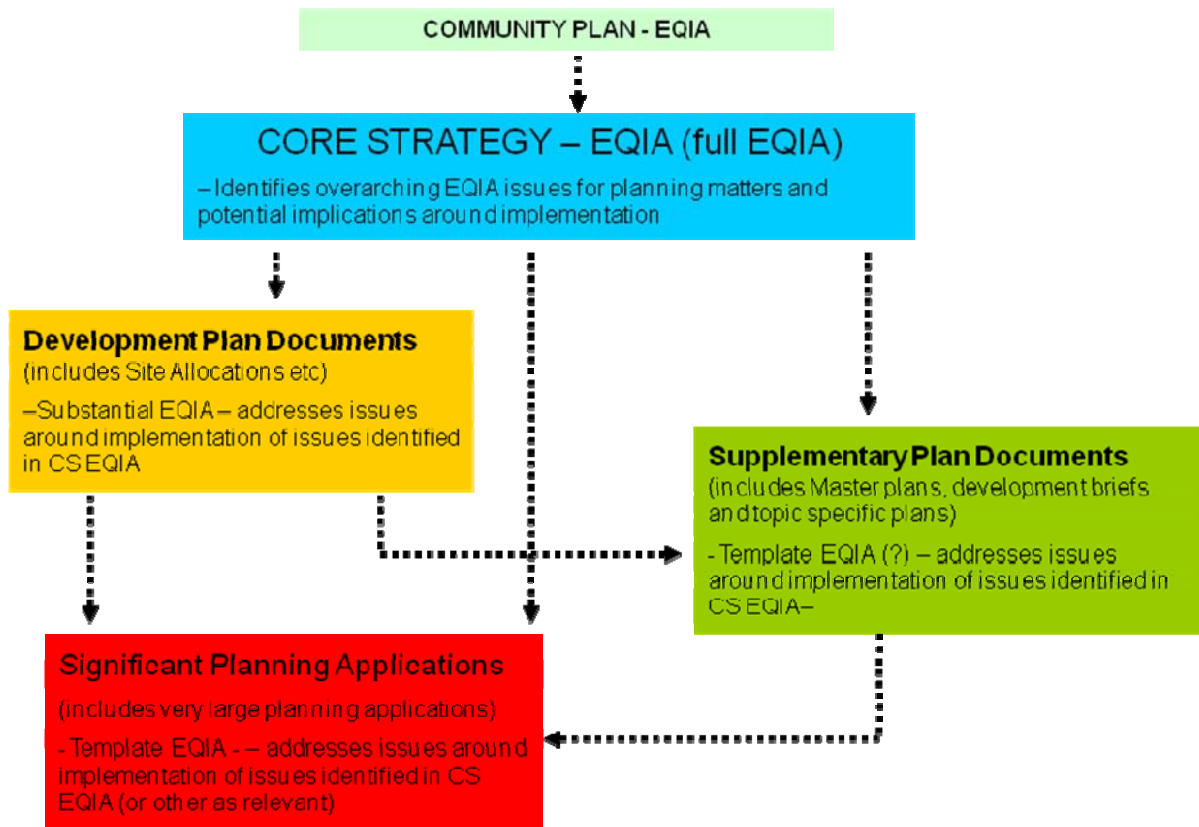 COMMUNITY PLAN - EQIA
CORE STRATEGY – EQIA (full EQIA)
– Identifies overarching EQIA issues for planning matters and
potential implications around implementation
Development Plan Documents
(includes Site Allocations etc)
–Substantial EQIA – addresses issues
around implementation of issues identified
in CS EQIA
Supplementary Plan Documents
(includes Master plans, development briefs
and topic specific plans)
- Template EQIA (?) – addresses issues
around implementation of issues identified in
CS EQIA–
Significant Planning Applications
(includes very large planning applications)
- Template EQIA - – addresses issues around
implementation of issues identified in CS
EQIA (or other as relevant)